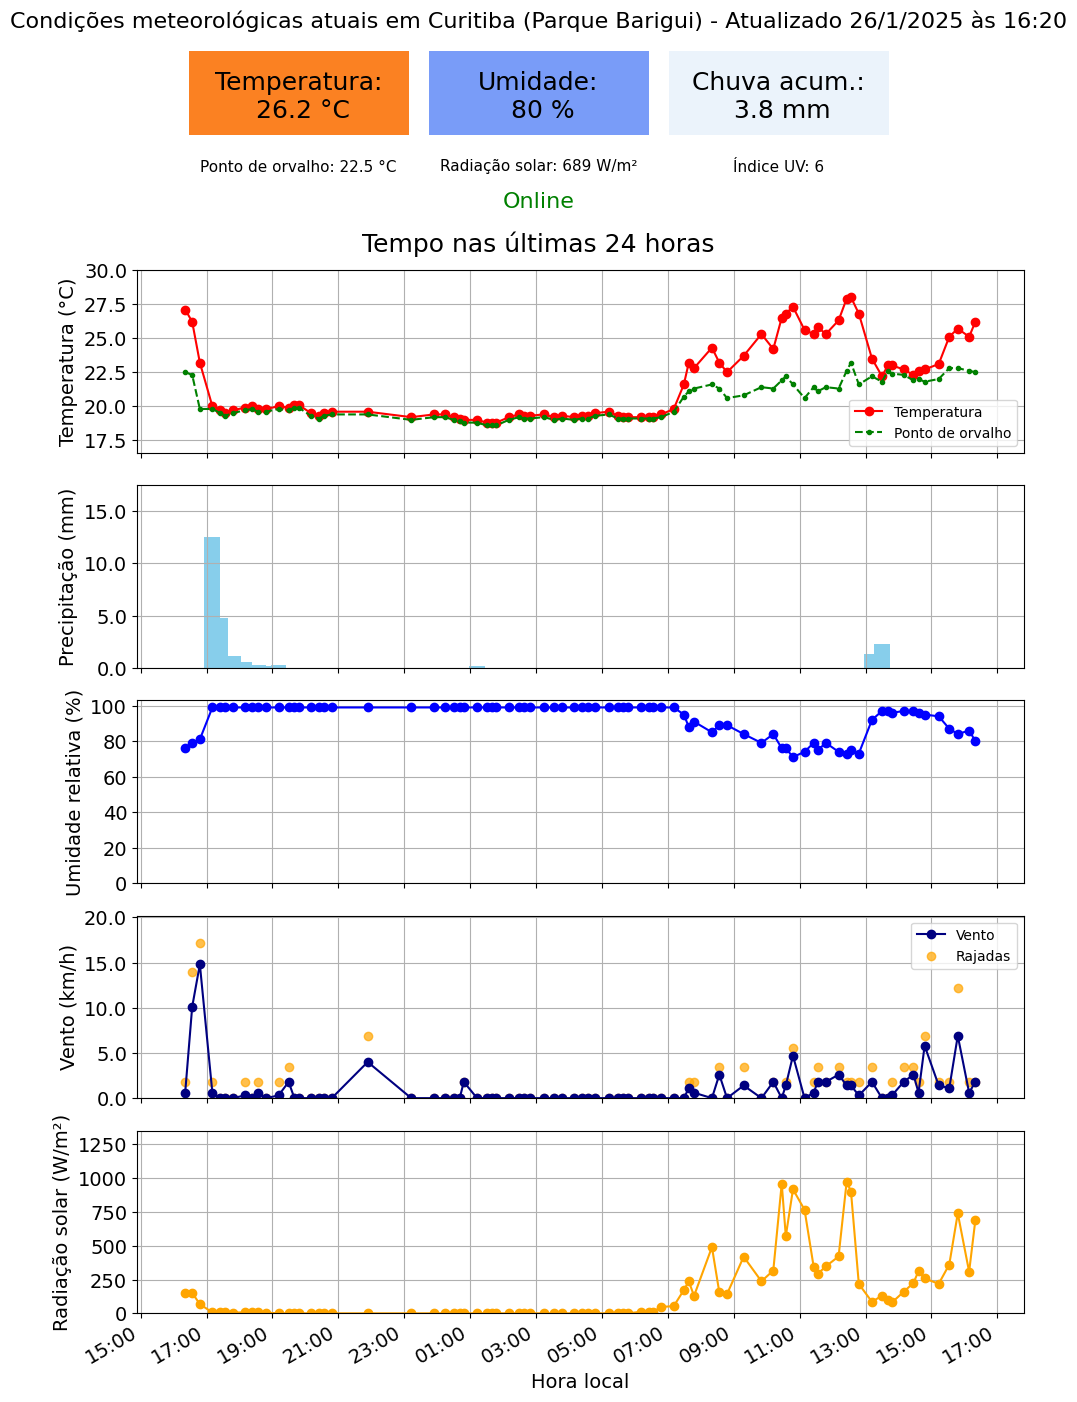 Condições meteorológicas atuais em Curitiba (Parque Barigui) - Atualizado 26/1/2025 às 16:20
Temperatura:
26.2 °C
Umidade:
80 %
Chuva acum.:
3.8 mm
Ponto de orvalho: 22.5 °C
Radiação solar: 689 W/m²
Índice UV: 6
Online
Tempo nas últimas 24 horas
Temperatura (°C)
30.0
27.5
25.0
22.5
20.0
17.5
Temperatura
Ponto de orvalho
Precipitação (mm)
15.0
10.0
5.0
0.0
Umidade relativa (%)
100
80
60
40
20
0
Vento (km/h)
20.0
15.0
10.0
5.0
0.0
Vento
Rajadas
Radiação solar (W/m²)
1250
1000
750
500
250
0
15:00
17:00
19:00
21:00
23:00
01:00
03:00
05:00
07:00
09:00
11:00
13:00
15:00
17:00
Hora local